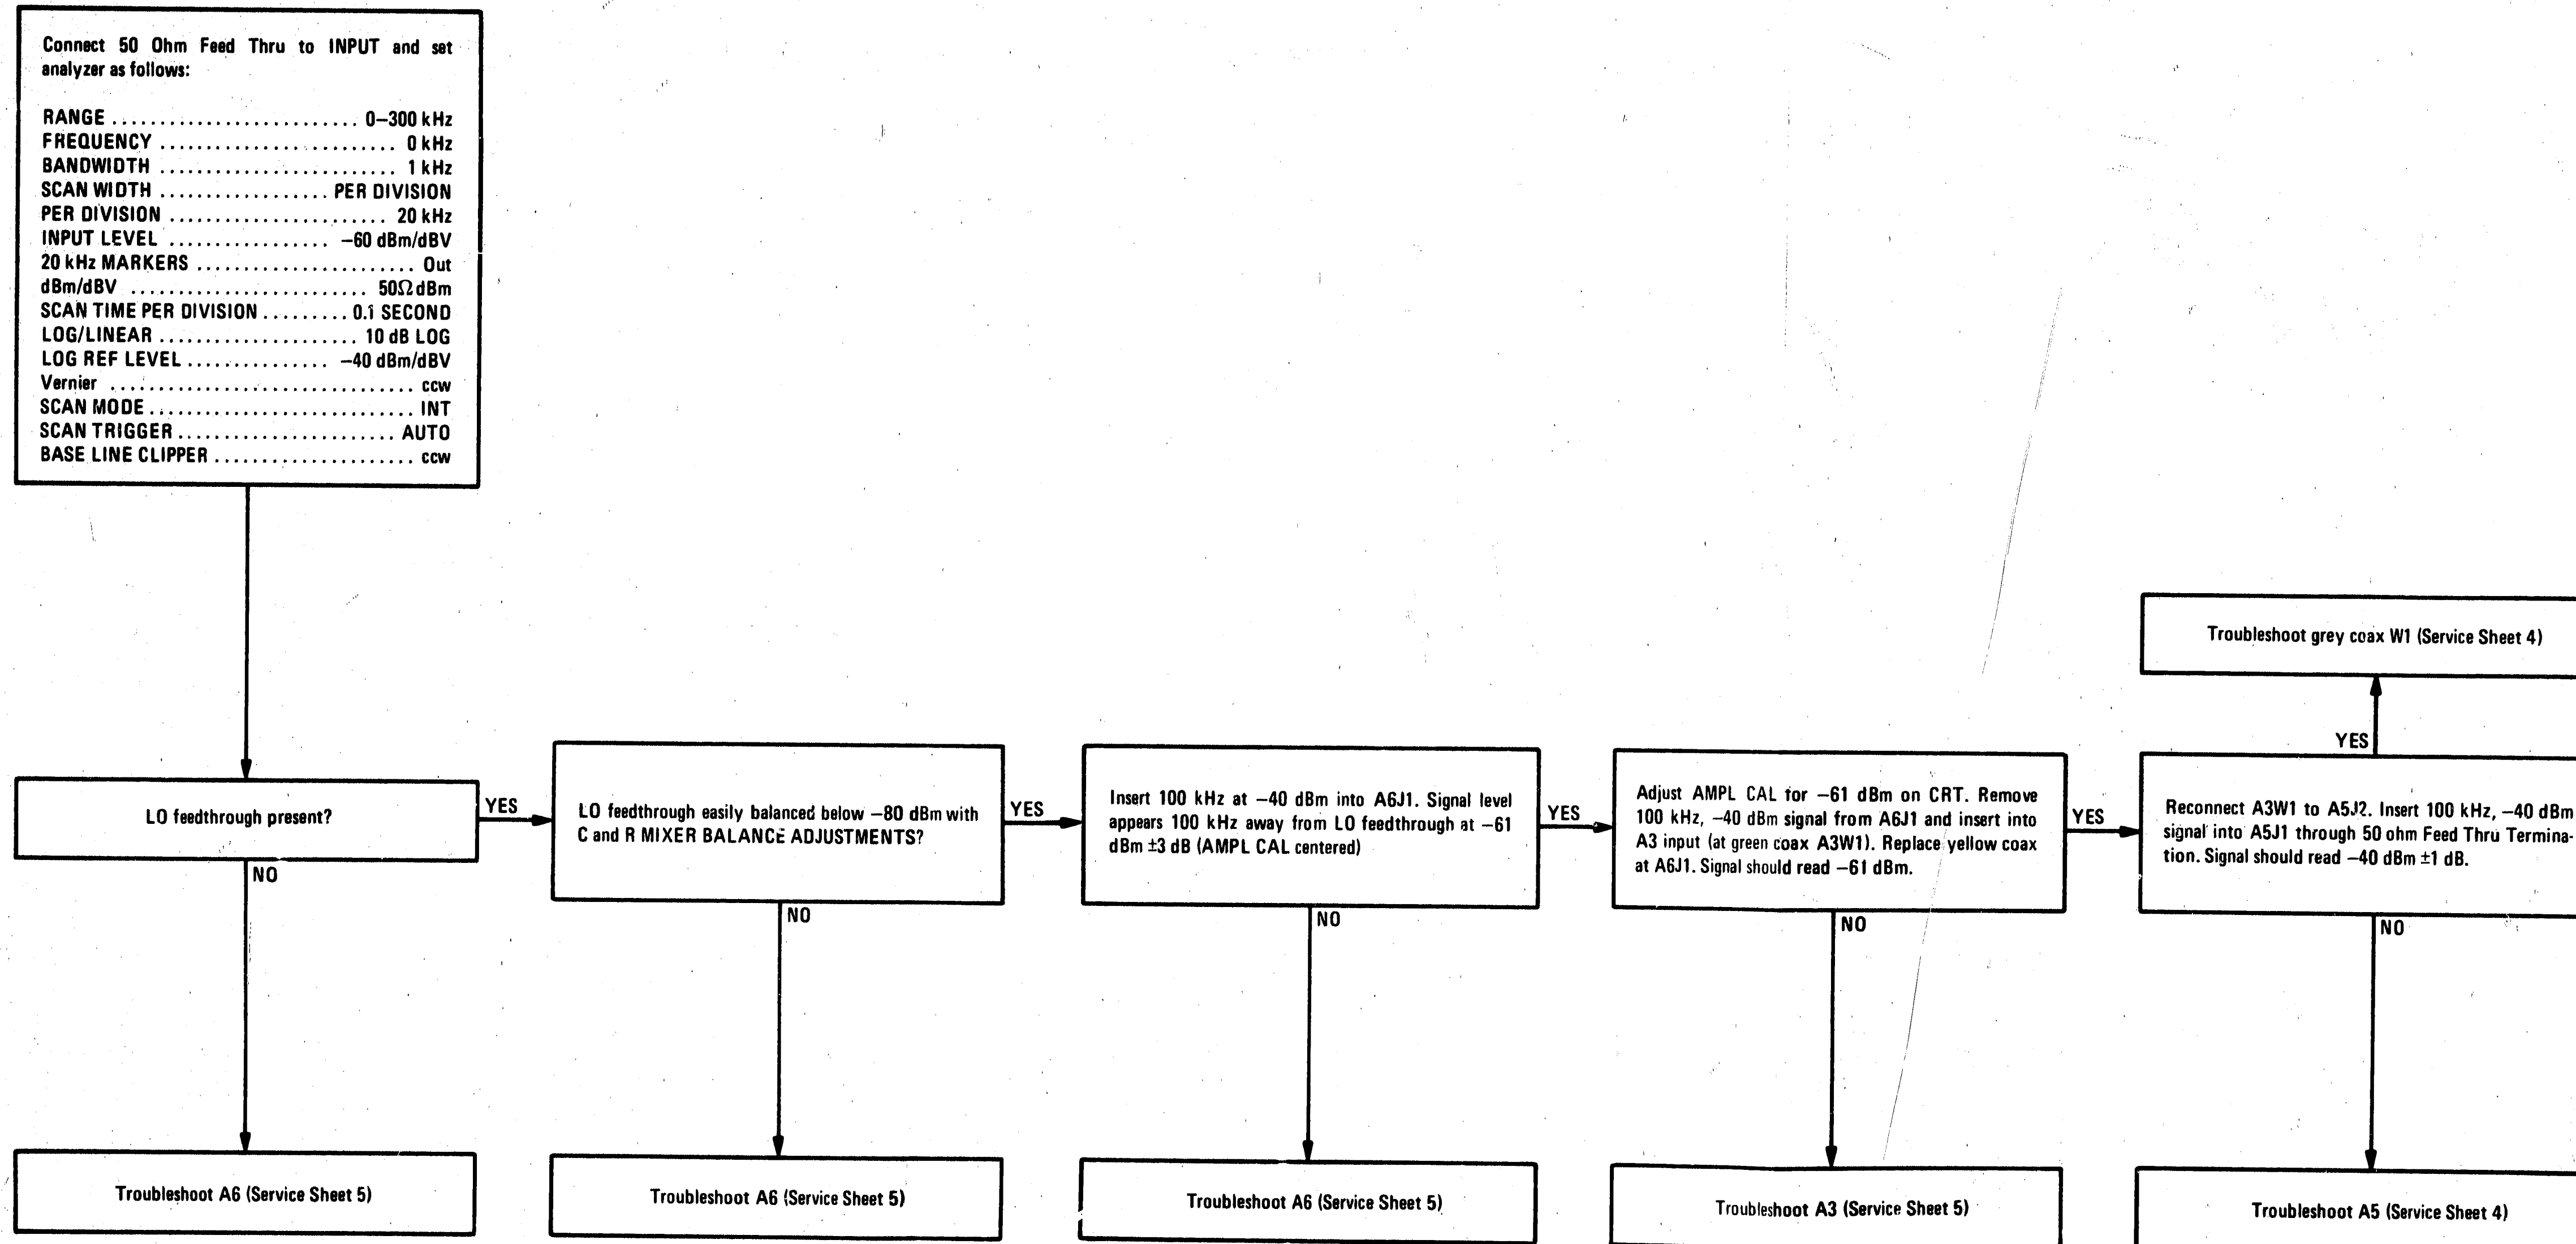 Connect 50 Ohm Feed Thru to INPUT and set
analyzer as follows:
RANGE .......................... 0–300 kHz
FREQUENCY ......................... 0 kHz
BANDWIDTH ......................... 1 kHz
SCAN WIDTH .................. PER DIVISION
PER DIVISION ....................... 20 kHz
INPUT LEVEL ................. –60 dBm/dBV
20 kHz MARKERS ....................... Out
dBm/dBV ......................... 50Ω dBm
SCAN TIME PER DIVISION ......... 0.1 SECOND
LOG/LINEAR ..................... 10 dB LOG
LOG REF LEVEL ............... –40 dBm/dBV
Vernier ................................ ccw
SCAN MODE ............................ INT
SCAN TRIGGER ....................... AUTO
BASE LINE CLIPPER ..................... ccw
LO feedthrough present?
YES
NO
Troubleshoot A6 (Service Sheet 5)
LO feedthrough easily balanced below –80 dBm with
C and R MIXER BALANCE ADJUSTMENTS?
YES
NO
Troubleshoot A6 (Service Sheet 5)
Insert 100 kHz at –40 dBm into A6J1. Signal level
appears 100 kHz away from LO feedthrough at –61
dBm ±3 dB (AMPL CAL centered)
YES
NO
Troubleshoot A6 (Service Sheet 5)
Adjust AMPL CAL for –61 dBm on CRT. Remove
100 kHz, –40 dBm signal from A6J1 and insert into
A3 input (at green coax A3W1). Replace yellow coax
at A6J1. Signal should read –61 dBm.
YES
NO
Troubleshoot A3 (Service Sheet 5)
Reconnect A3W1 to A5J2. Insert 100 kHz, –40 dBm
signal into A5J1 through 50 ohm Feed Thru Termina-
tion. Signal should read –40 dBm ±1 dB.
YES
Troubleshoot grey coax W1 (Service Sheet 4)
NO
Troubleshoot A5 (Service Sheet 4)